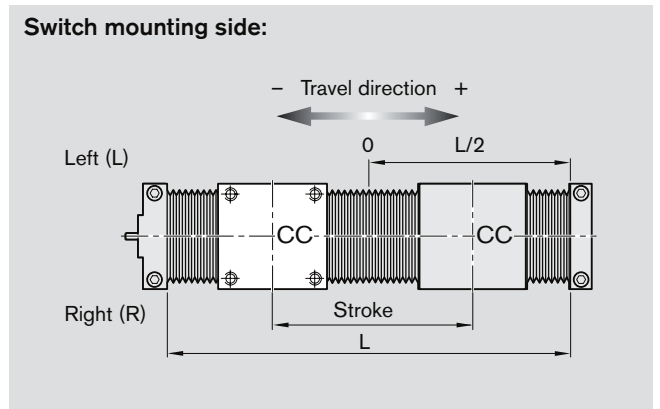 Switch mounting side:
− Travel direction +
0 L/2
Left (L)
CC CC
Right (R)
Stroke
L